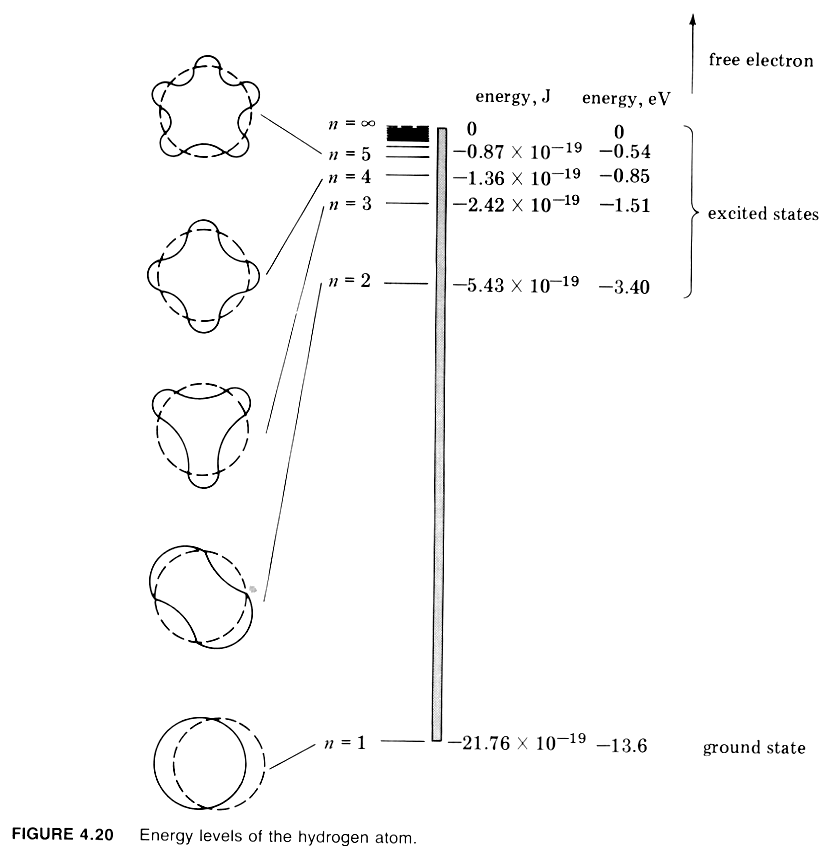 free electron
energy, J energy, eV
n = ∞ 0 0
n = 5 −0.87 × 10−19 −0.54
n = 4 −1.36 × 10−19 −0.85
n = 3 −2.42 × 10−19 −1.51
excited states
n = 2 −5.43 × 10−19 −3.40
n = 1 −21.76 × 10−19 −13.6 ground state
FIGURE 4.20 Energy levels of the hydrogen atom.